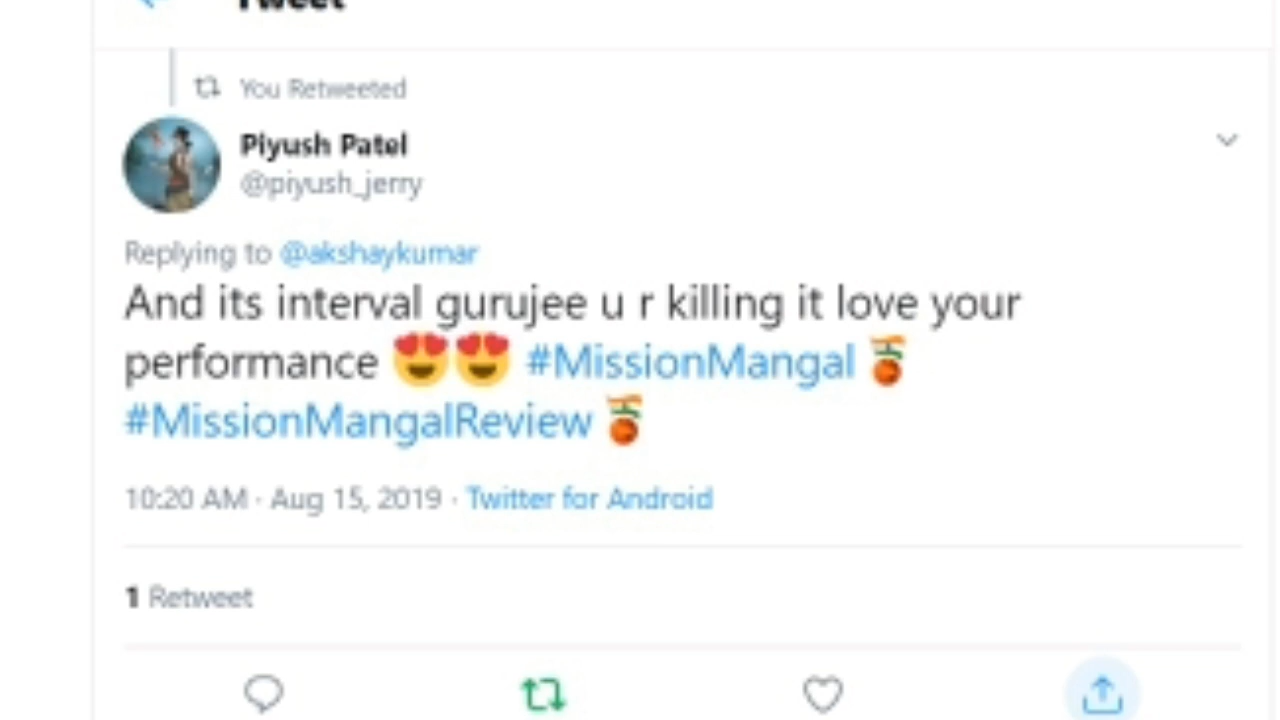 Tweet
You Retweeted
Piyush Patel
@piyush_jerry
Replying to @akshaykumar
And its interval gurujee u r killing it love your
performance 😍😍 #MissionMangal
#MissionMangalReview
10:20 AM · Aug 15, 2019 · Twitter for Android
1 Retweet